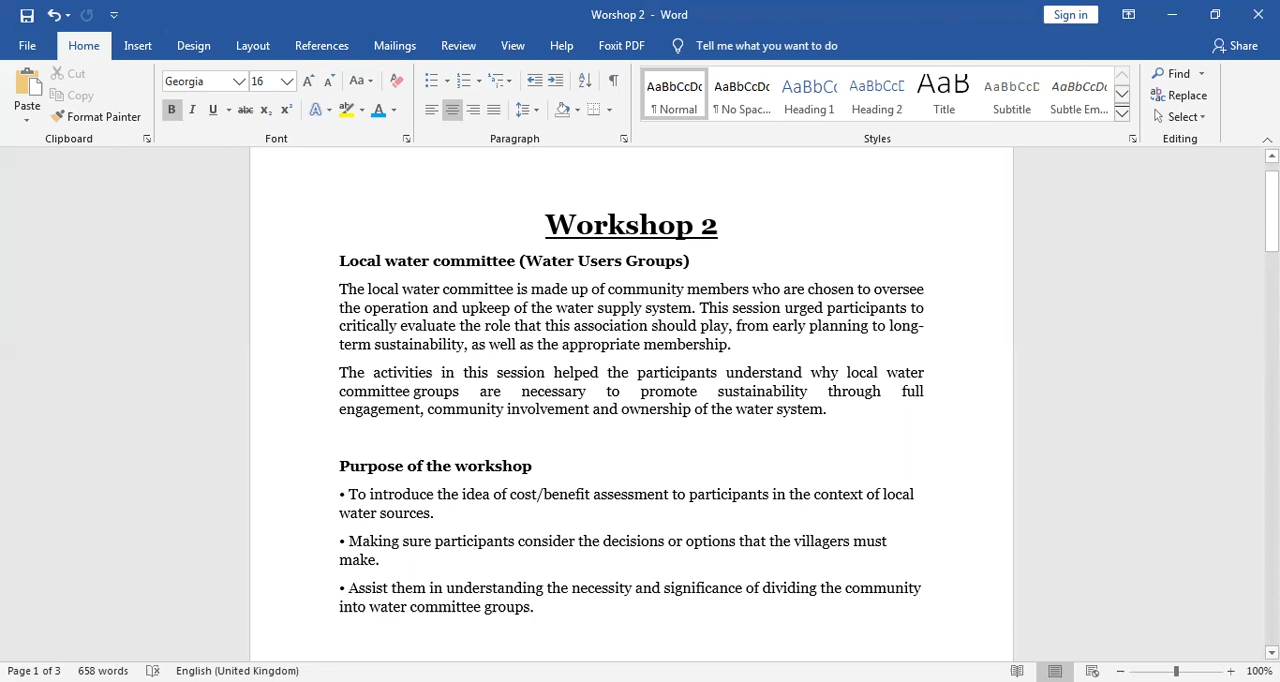 Worshop 2 - Word
Sign in
File Home Insert Design Layout References Mailings Review View Help Foxit PDF Tell me what you want to do Share
Paste
Cut
Copy
Format Painter
Clipboard
Georgia 16
Aa
B I U abc x₂ x² A ab A
Font
Paragraph
AaBbCcDc AaBbCcDc AaBbCc AaBbCcC AaB AaBbCcD AaBbCcDc
¶ Normal ¶ No Spac... Heading 1 Heading 2 Title Subtitle Subtle Em...
Styles
Find
Replace
Select
Editing
Workshop 2
Local water committee (Water Users Groups)
The local water committee is made up of community members who are chosen to oversee
the operation and upkeep of the water supply system. This session urged participants to
critically evaluate the role that this association should play, from early planning to long-
term sustainability, as well as the appropriate membership.
The activities in this session helped the participants understand why local water
committee groups are necessary to promote sustainability through full
engagement, community involvement and ownership of the water system.
Purpose of the workshop
• To introduce the idea of cost/benefit assessment to participants in the context of local
water sources.
• Making sure participants consider the decisions or options that the villagers must
make.
• Assist them in understanding the necessity and significance of dividing the community
into water committee groups.
Page 1 of 3 658 words English (United Kingdom) 100%